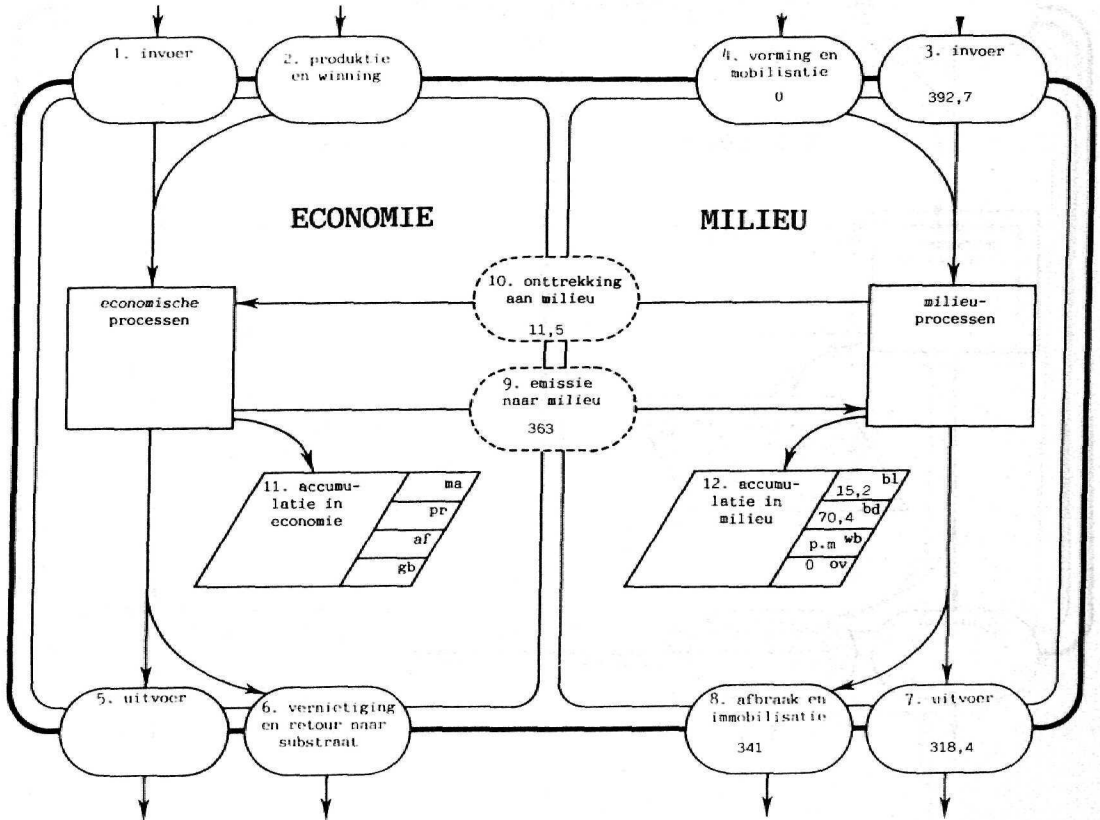 1. invoer
2. produktie
en winning
4. vorming en
mobilisatie
0
3. invoer
392,7
ECONOMIE
MILIEU
10. onttrekking
aan milieu
11,5
economische
processen
milieu-
processen
9. emissie
naar milieu
363
11. accumu-
latie in
economie
ma
pr
af
gb
12. accumu-
latie in
milieu
bl
15,2
bd
70,4
wb
p.m
0 ov
5. uitvoer
6. vernietiging
en retour naar
substraat
8. afbraak en
immobilisatie
341
7. uitvoer
318,4